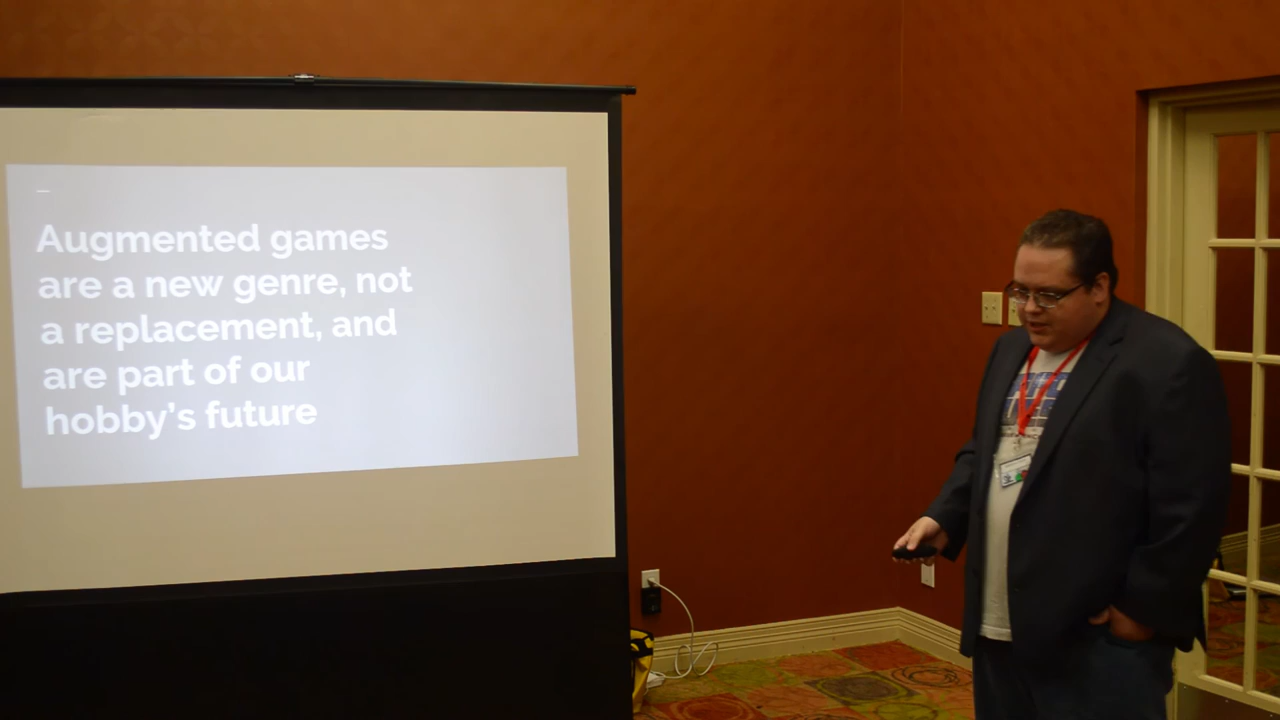 Augmented games
are a new genre, not
a replacement, and
are part of our
hobby's future